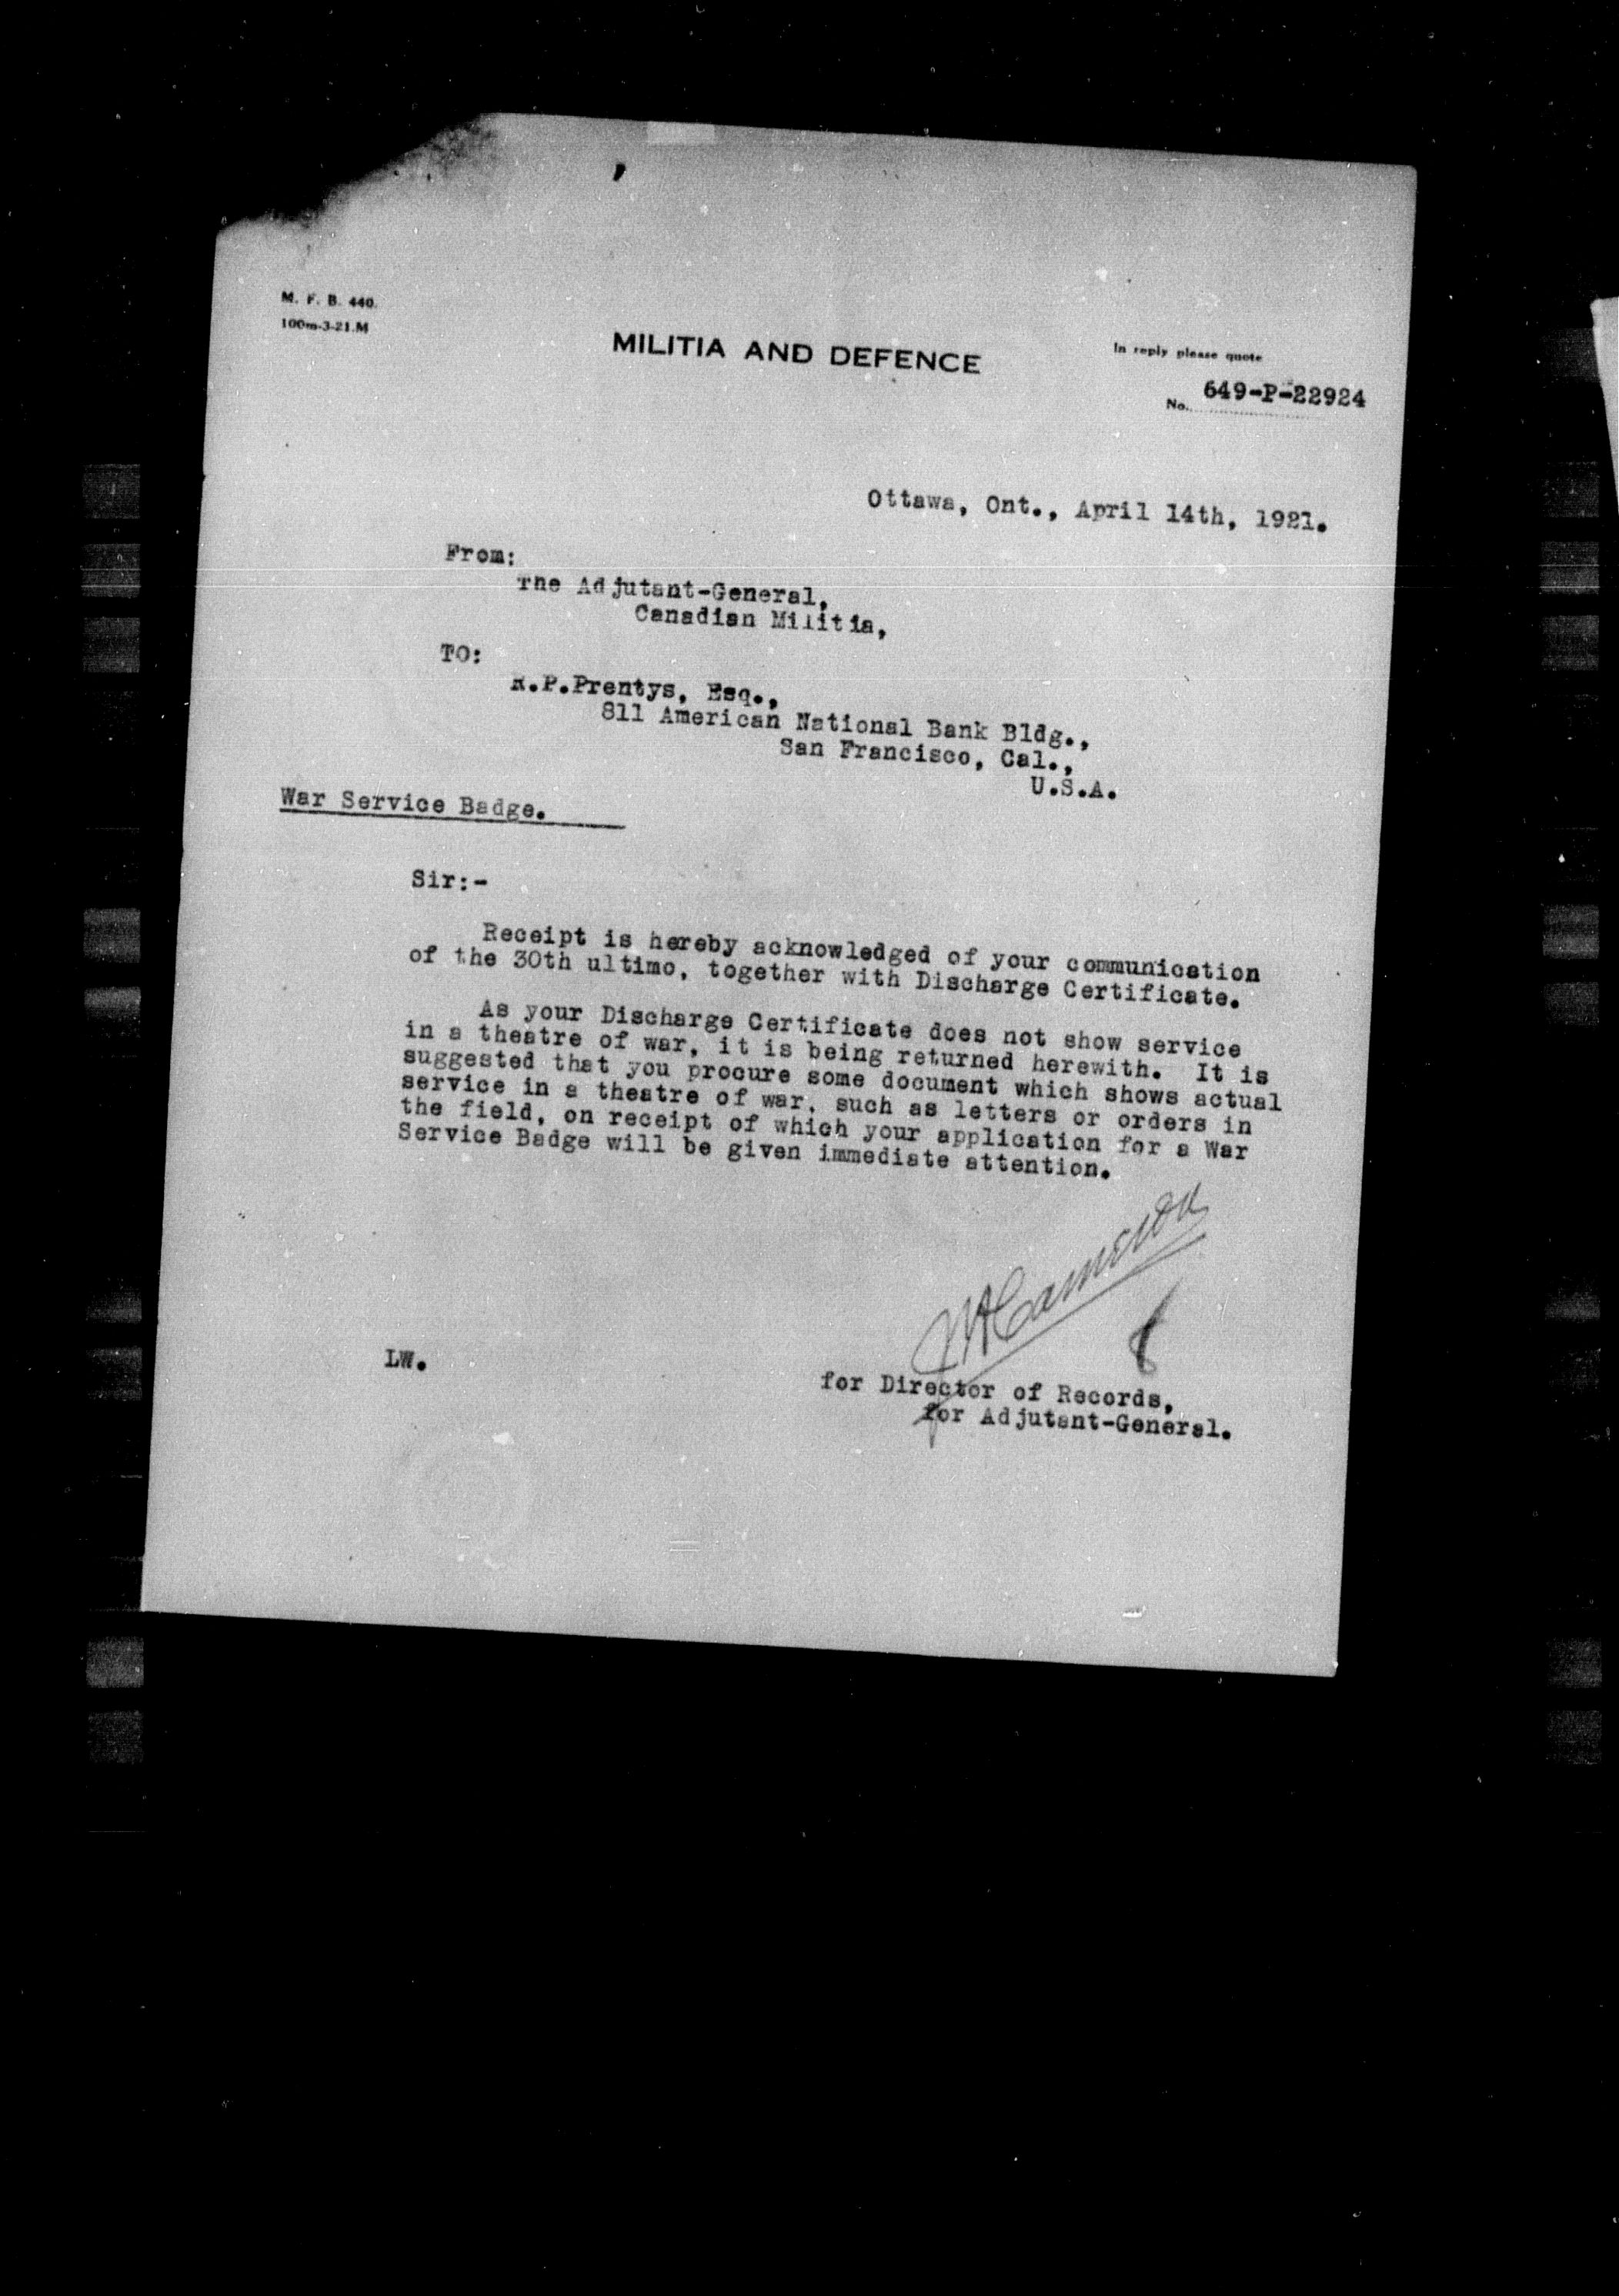 M. F. B. 440.
100m-3-21.M
MILITIA AND DEFENCE
In reply please quote
No. 649-P-22924
Ottawa, Ont., April 14th, 1921.
From:
The Adjutant-General,
Canadian Militia,
TO:
R.P.Prentys, Esq.,
811 American National Bank Bldg.,
San Francisco, Cal.,
U.S.A.
War Service Badge.
Sir:-
Receipt is hereby acknowledged of your communication
of the 30th ultimo, together with Discharge Certificate.
As your Discharge Certificate does not show service
in a theatre of war, it is being returned herewith. It is
suggested that you procure some document which shows actual
service in a theatre of war, such as letters or orders in
the field, on receipt of which your application for a War
Service Badge will be given immediate attention.
Cameron
LW.
for Director of Records,
for Adjutant-General.